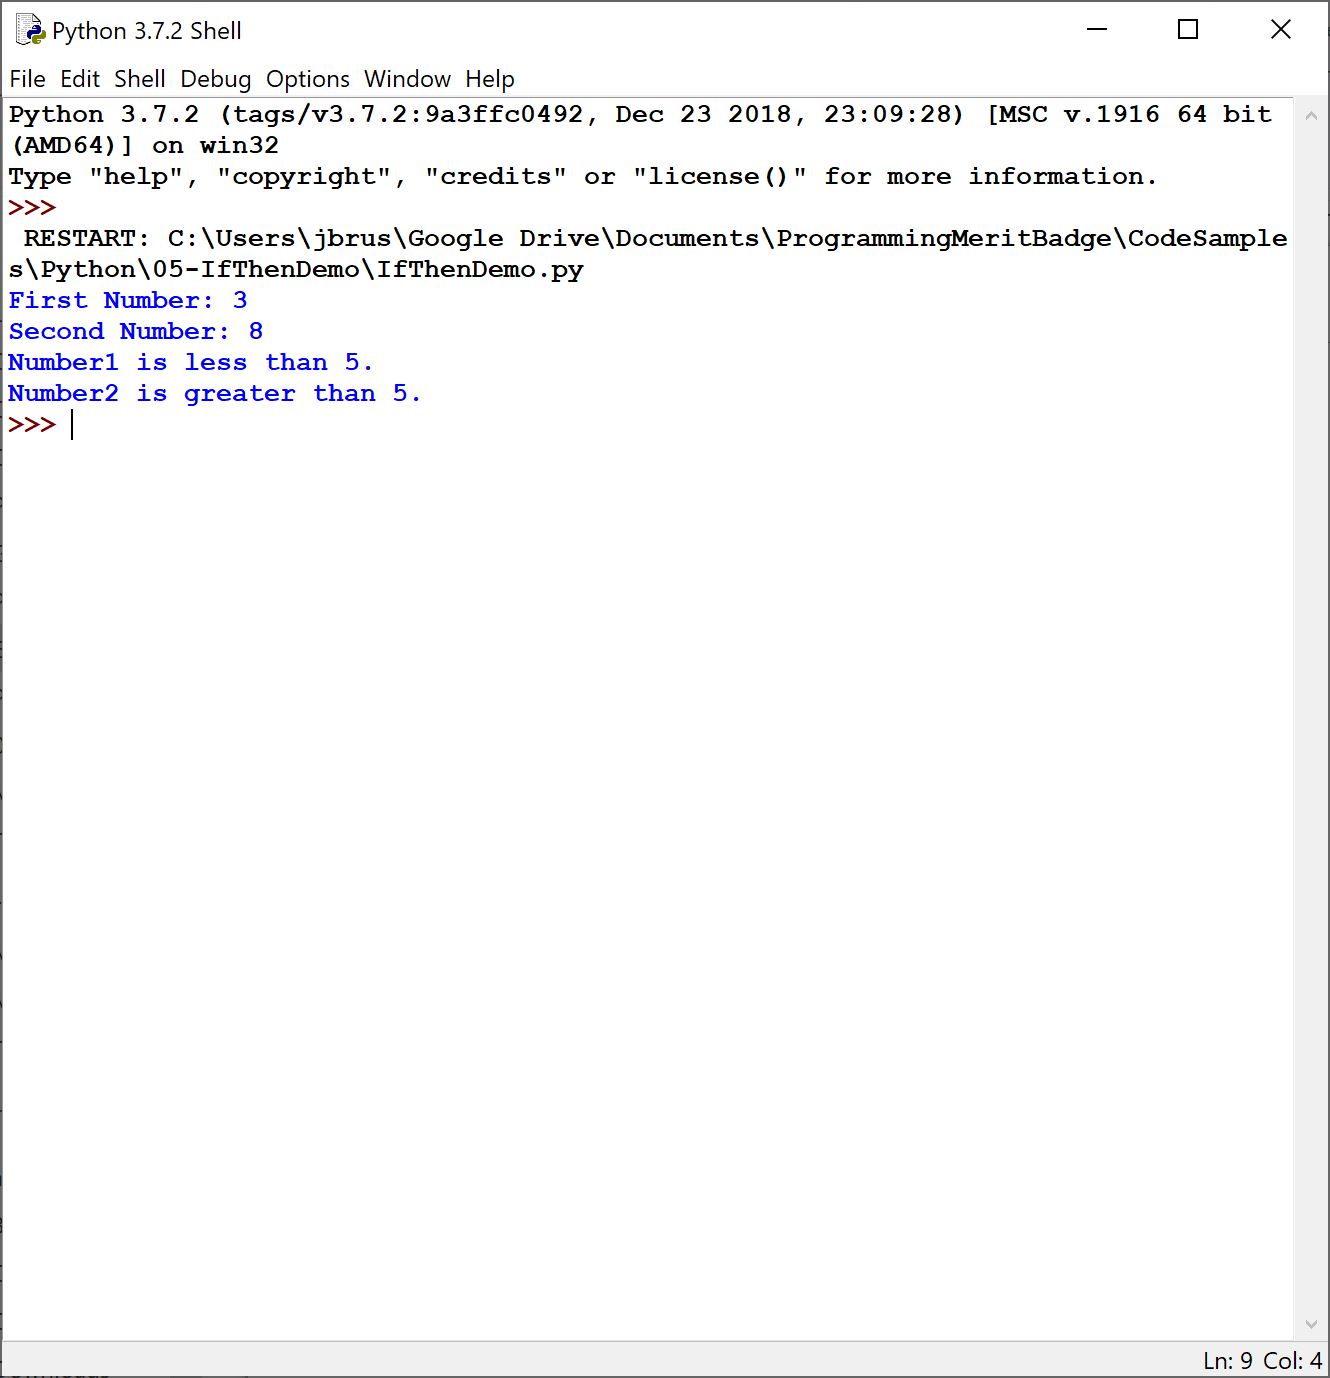 Python 3.7.2 Shell
File Edit Shell Debug Options Window Help
Python 3.7.2 (tags/v3.7.2:9a3ffc0492, Dec 23 2018, 23:09:28) [MSC v.1916 64 bit
(AMD64)] on win32
Type "help", "copyright", "credits" or "license()" for more information.
>>>
RESTART: C:\Users\jbrus\Google Drive\Documents\ProgrammingMeritBadge\CodeSample
s\Python\05-IfThenDemo\IfThenDemo.py
First Number: 3
Second Number: 8
Number1 is less than 5.
Number2 is greater than 5.
>>>
Ln: 9 Col: 4